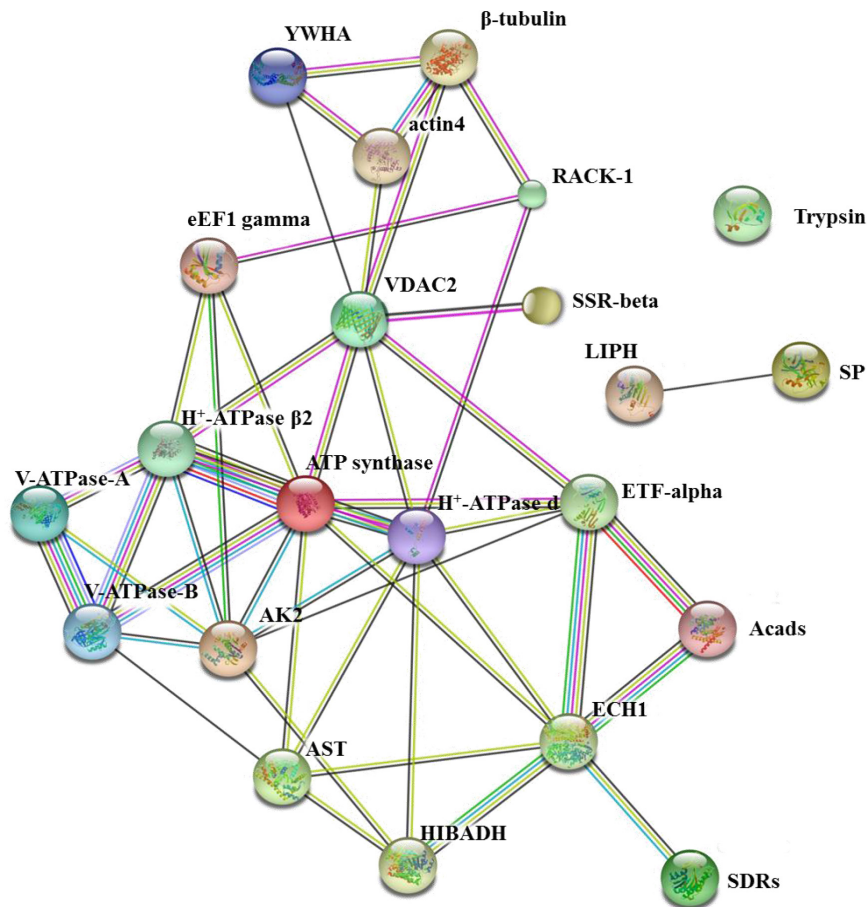 β-tubulin
YWHA
actin4
RACK-1
Trypsin
eEF1 gamma
VDAC2
SSR-beta
LIPH
SP
H⁺-ATPase β2
ATP synthase
V-ATPase-A
H⁺-ATPase d
ETF-alpha
V-ATPase-B
AK2
Acads
ECH1
AST
HIBADH
SDRs